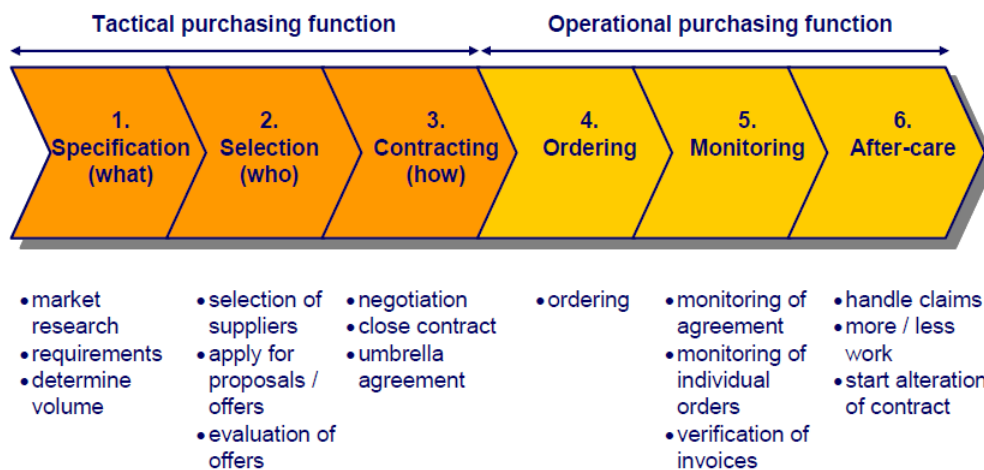 Tactical purchasing function
Operational purchasing function
1.
Specification
(what)
2.
Selection
(who)
3.
Contracting
(how)
4.
Ordering
5.
Monitoring
6.
After-care
•market
research
•requirements
•determine
volume
•selection of
suppliers
•apply for
proposals /
offers
•evaluation of
offers
•negotiation
•close contract
•umbrella
agreement
•ordering
•monitoring of
agreement
•monitoring of
individual
orders
•verification of
invoices
•handle claims
•more / less
work
•start alteration
of contract